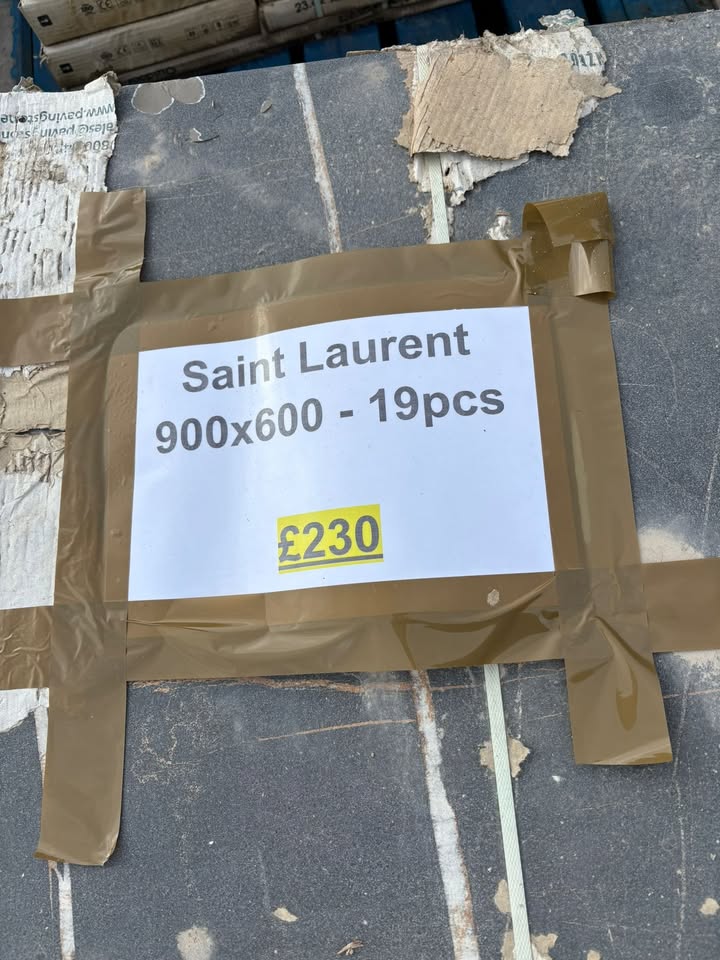 Saint Laurent
900x600 - 19pcs
£230